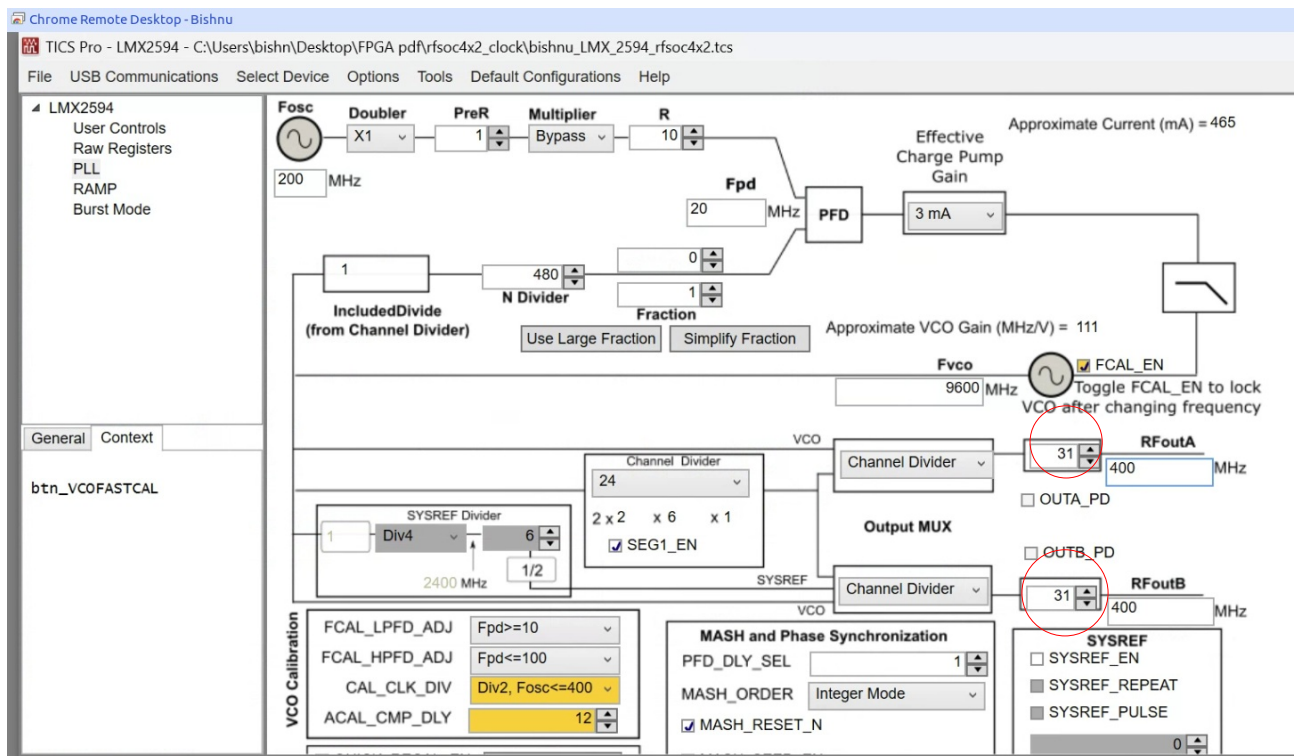 Chrome Remote Desktop - Bishnu
TICS Pro - LMX2594 - C:\Users\bishn\Desktop\FPGA pdf\rfsoc4x2_clock\bishnu_LMX_2594_rfsoc4x2.tcs
File USB Communications Select Device Options Tools Default Configurations Help
LMX2594
User Controls
Raw Registers
PLL
RAMP
Burst Mode
General Context
btn_VCOFASTCAL
Fosc Doubler PreR Multiplier R
X1 1 Bypass 10
200 MHz
Approximate Current (mA) = 465
Effective
Charge Pump
Gain
3 mA
Fpd
20 MHz
PFD
1
IncludedDivide
(from Channel Divider)
480
N Divider
0
1
Fraction
Use Large Fraction Simplify Fraction
Approximate VCO Gain (MHz/V) = 111
Fvco
9600 MHz
FCAL_EN
Toggle FCAL_EN to lock
VCO after changing frequency
VCO
Channel Divider
31
RFoutA
400 MHz
OUTA_PD
Channel Divider
24
2 x 2 x 6 x 1
SEG1_EN
SYSREF Divider
1 Div4 6
2400 MHz
1/2
Output MUX
OUTB_PD
SYSREF
Channel Divider
VCO
31
RFoutB
400 MHz
VCO Calibration
FCAL_LPFD_ADJ Fpd>=10
FCAL_HPFD_ADJ Fpd<=100
CAL_CLK_DIV Div2, Fosc<=400
ACAL_CMP_DLY 12
MASH and Phase Synchronization
PFD_DLY_SEL 1
MASH_ORDER Integer Mode
MASH_RESET_N
SYSREF
SYSREF_EN
SYSREF_REPEAT
SYSREF_PULSE
0